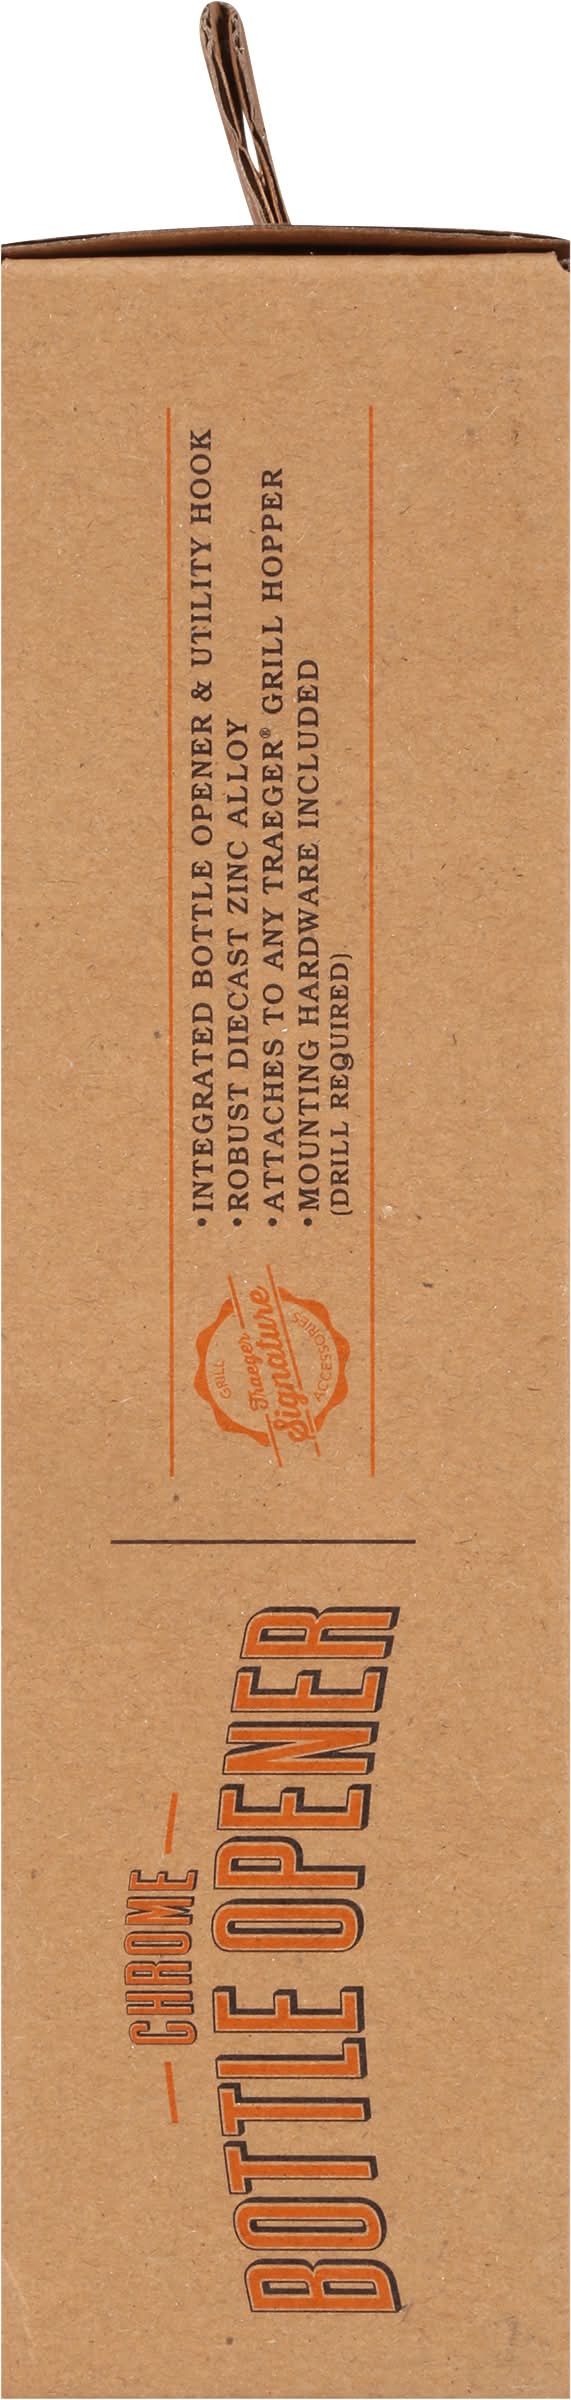 CHROME
BOTTLE OPENER
GRILL
Traeger
Signature
ACCESSORIES
•INTEGRATED BOTTLE OPENER & UTILITY HOOK
•ROBUST DIECAST ZINC ALLOY
•ATTACHES TO ANY TRAEGER® GRILL HOPPER
•MOUNTING HARDWARE INCLUDED
(DRILL REQUIRED)